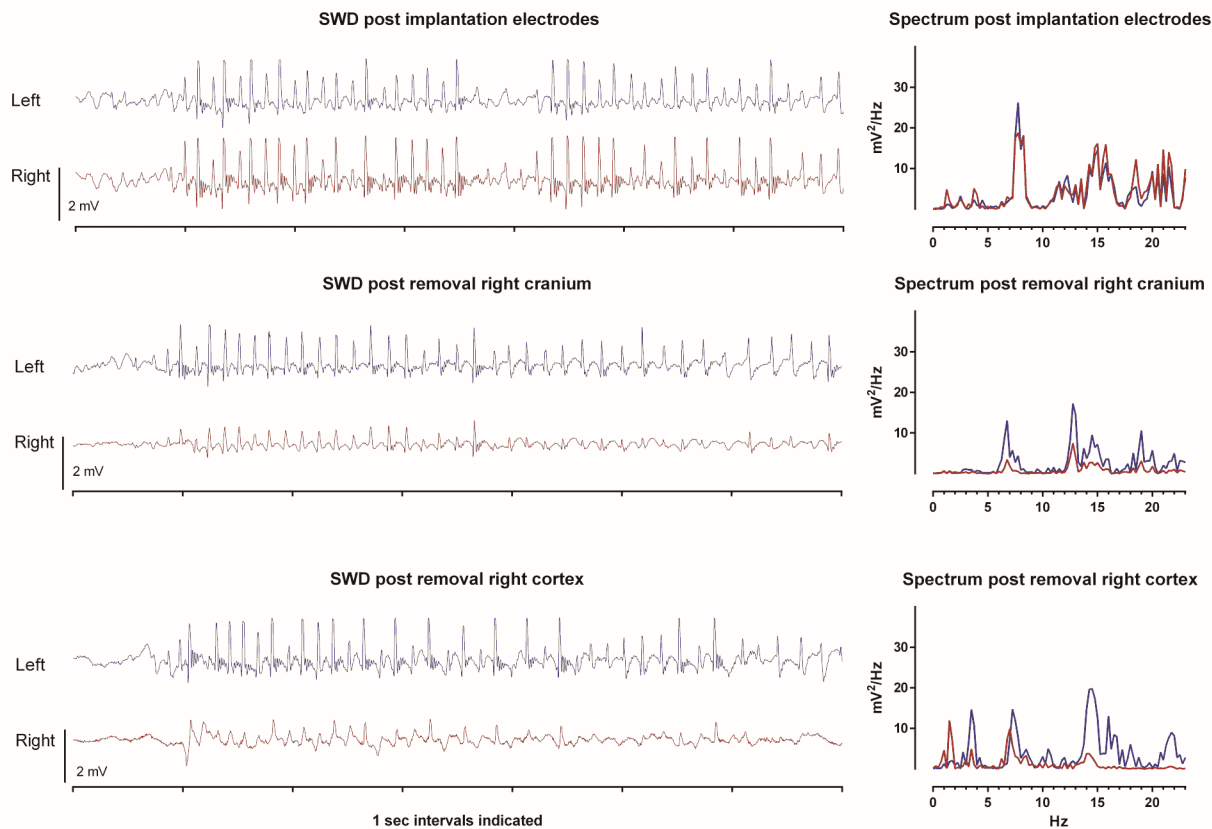 SWD post implantation electrodes
Left
Right
2 mV
Spectrum post implantation electrodes
mV²/Hz
30
20
10
0 5 10 15 20
SWD post removal right cranium
Left
Right
2 mV
Spectrum post removal right cranium
mV²/Hz
30
20
10
0 5 10 15 20
SWD post removal right cortex
Left
Right
2 mV
1 sec intervals indicated
Spectrum post removal right cortex
mV²/Hz
30
20
10
0 5 10 15 20
Hz